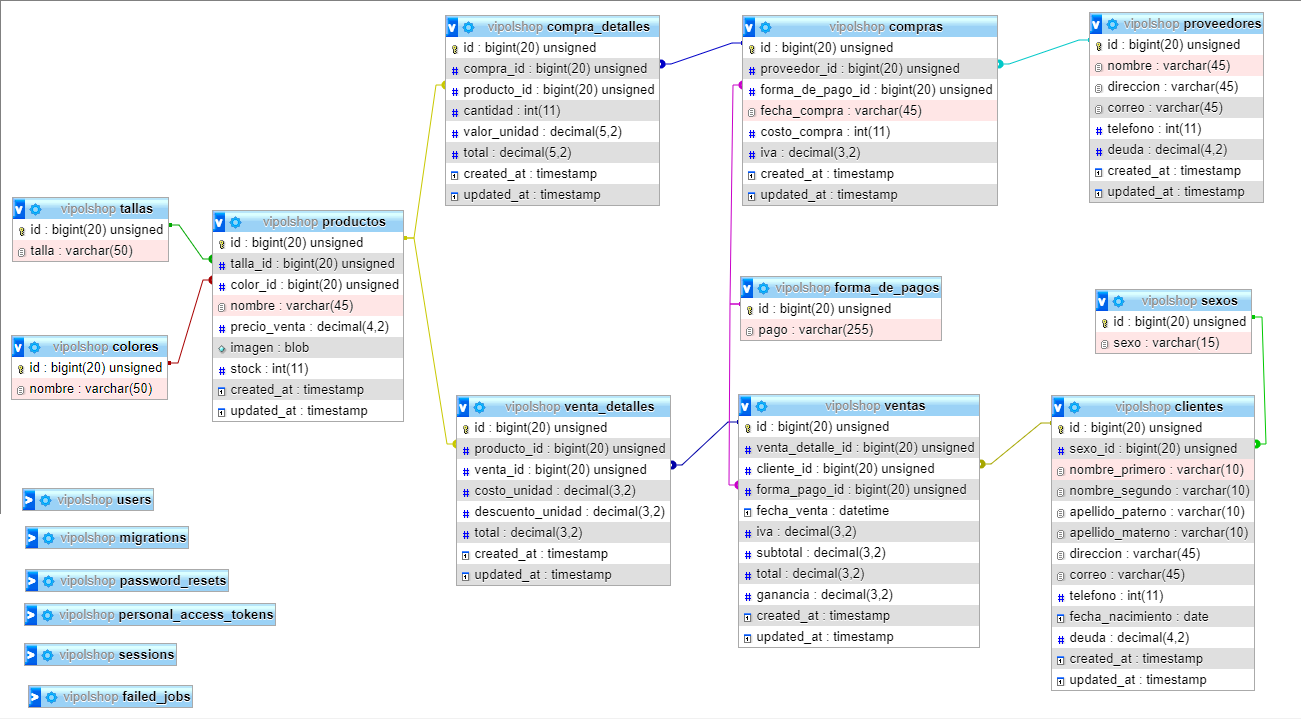 vipolshop compra_detalles
id : bigint(20) unsigned
compra_id : bigint(20) unsigned
producto_id : bigint(20) unsigned
cantidad : int(11)
valor_unidad : decimal(5,2)
total : decimal(5,2)
created_at : timestamp
updated_at : timestamp
vipolshop compras
id : bigint(20) unsigned
proveedor_id : bigint(20) unsigned
forma_de_pago_id : bigint(20) unsigned
fecha_compra : varchar(45)
costo_compra : int(11)
iva : decimal(3,2)
created_at : timestamp
updated_at : timestamp
vipolshop proveedores
id : bigint(20) unsigned
nombre : varchar(45)
direccion : varchar(45)
correo : varchar(45)
telefono : int(11)
deuda : decimal(4,2)
created_at : timestamp
updated_at : timestamp
vipolshop tallas
id : bigint(20) unsigned
talla : varchar(50)
vipolshop productos
id : bigint(20) unsigned
talla_id : bigint(20) unsigned
color_id : bigint(20) unsigned
nombre : varchar(45)
precio_venta : decimal(4,2)
imagen : blob
stock : int(11)
created_at : timestamp
updated_at : timestamp
vipolshop colores
id : bigint(20) unsigned
nombre : varchar(50)
vipolshop forma_de_pagos
id : bigint(20) unsigned
pago : varchar(255)
vipolshop sexos
id : bigint(20) unsigned
sexo : varchar(15)
vipolshop venta_detalles
id : bigint(20) unsigned
producto_id : bigint(20) unsigned
venta_id : bigint(20) unsigned
costo_unidad : decimal(3,2)
descuento_unidad : decimal(3,2)
total : decimal(3,2)
created_at : timestamp
updated_at : timestamp
vipolshop ventas
id : bigint(20) unsigned
venta_detalle_id : bigint(20) unsigned
cliente_id : bigint(20) unsigned
forma_pago_id : bigint(20) unsigned
fecha_venta : datetime
iva : decimal(3,2)
subtotal : decimal(3,2)
total : decimal(3,2)
ganancia : decimal(3,2)
created_at : timestamp
updated_at : timestamp
vipolshop clientes
id : bigint(20) unsigned
sexo_id : bigint(20) unsigned
nombre_primero : varchar(10)
nombre_segundo : varchar(10)
apellido_paterno : varchar(10)
apellido_materno : varchar(10)
direccion : varchar(45)
correo : varchar(45)
telefono : int(11)
fecha_nacimiento : date
deuda : decimal(4,2)
created_at : timestamp
updated_at : timestamp
vipolshop users
vipolshop migrations
vipolshop password_resets
vipolshop personal_access_tokens
vipolshop sessions
vipolshop failed_jobs